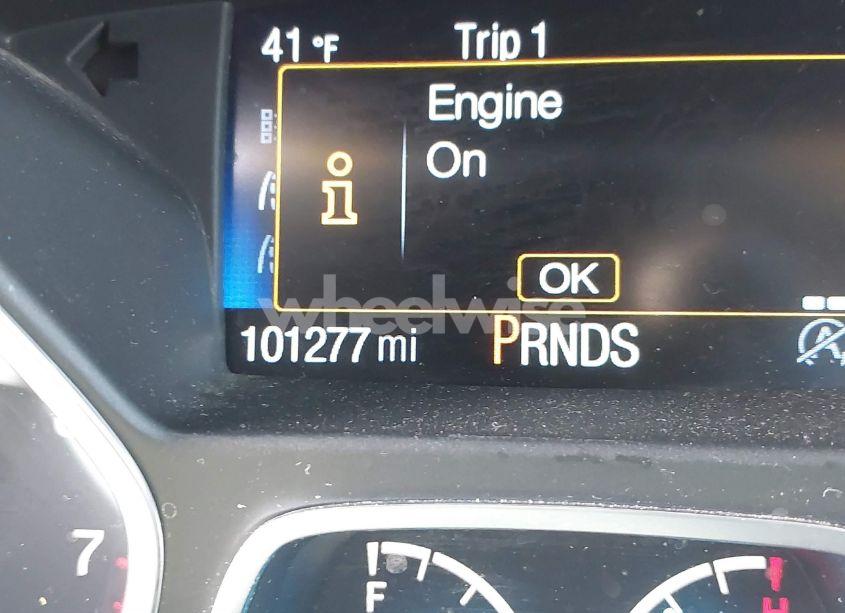 41 °F Trip 1
Engine
On
OK
wheelwise
101277 mi PRNDS
7
F
H